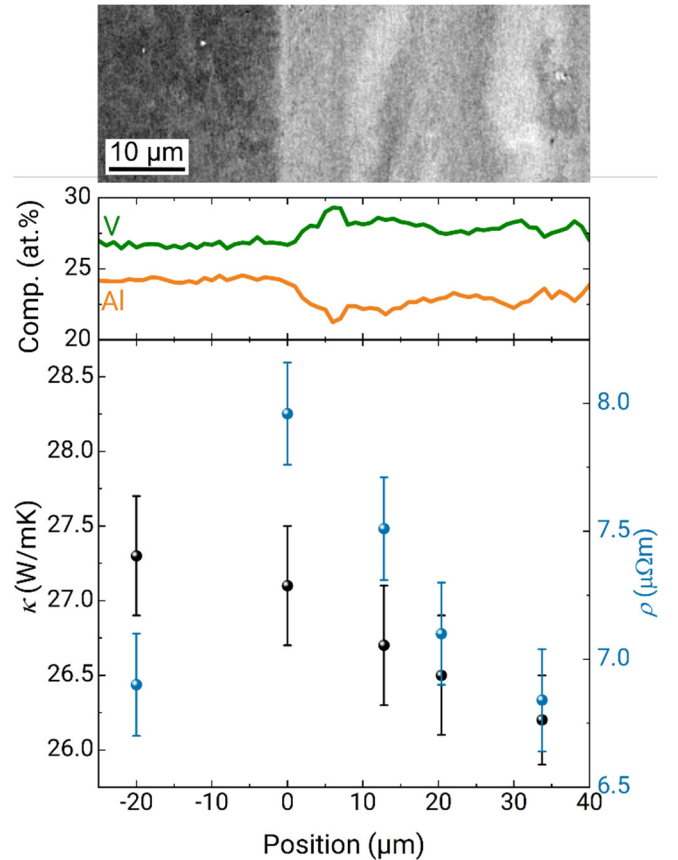 10 µm
30
V
25
Al
20
Comp. (at.%)
28.5
28.0
27.5
27.0
26.5
26.0
κ (W/mK)
8.0
7.5
7.0
6.5
ρ (µΩm)
-20 -10 0 10 20 30 40
Position (µm)